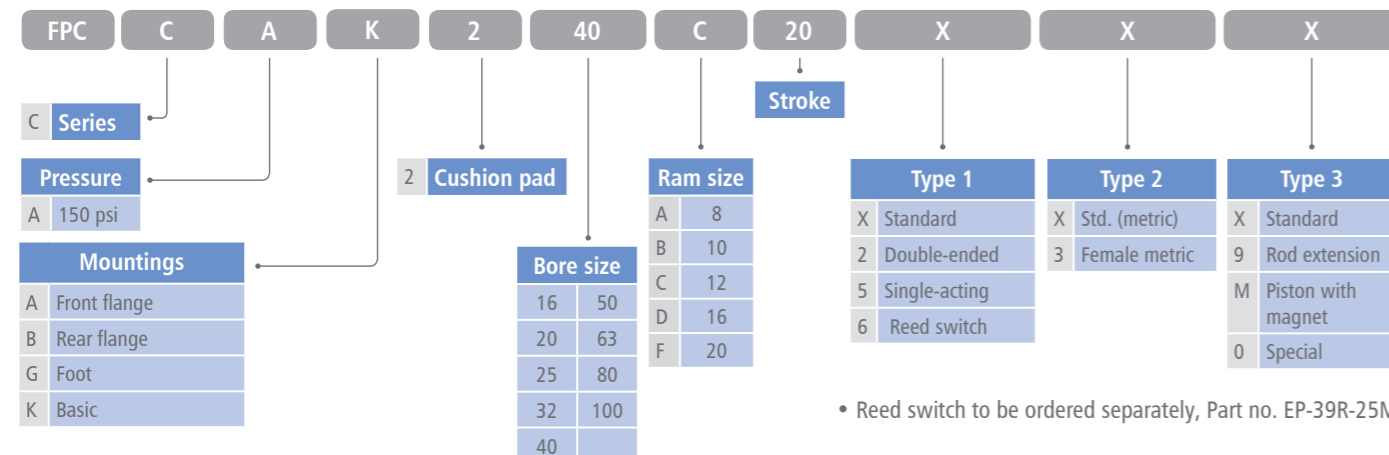 FPC C A K 2 40 C 20 X X X
Stroke
C Series
Pressure
A 150 psi
2 Cushion pad
Mountings
A Front flange
B Rear flange
G Foot
K Basic
Bore size
16 50
20 63
25 80
32 100
40
Ram size
A 8
B 10
C 12
D 16
F 20
Type 1
X Standard
2 Double-ended
5 Single-acting
6 Reed switch
Type 2
X Std. (metric)
3 Female metric
Type 3
X Standard
9 Rod extension
M Piston with
magnet
0 Special
• Reed switch to be ordered separately, Part no. EP-39R-25M